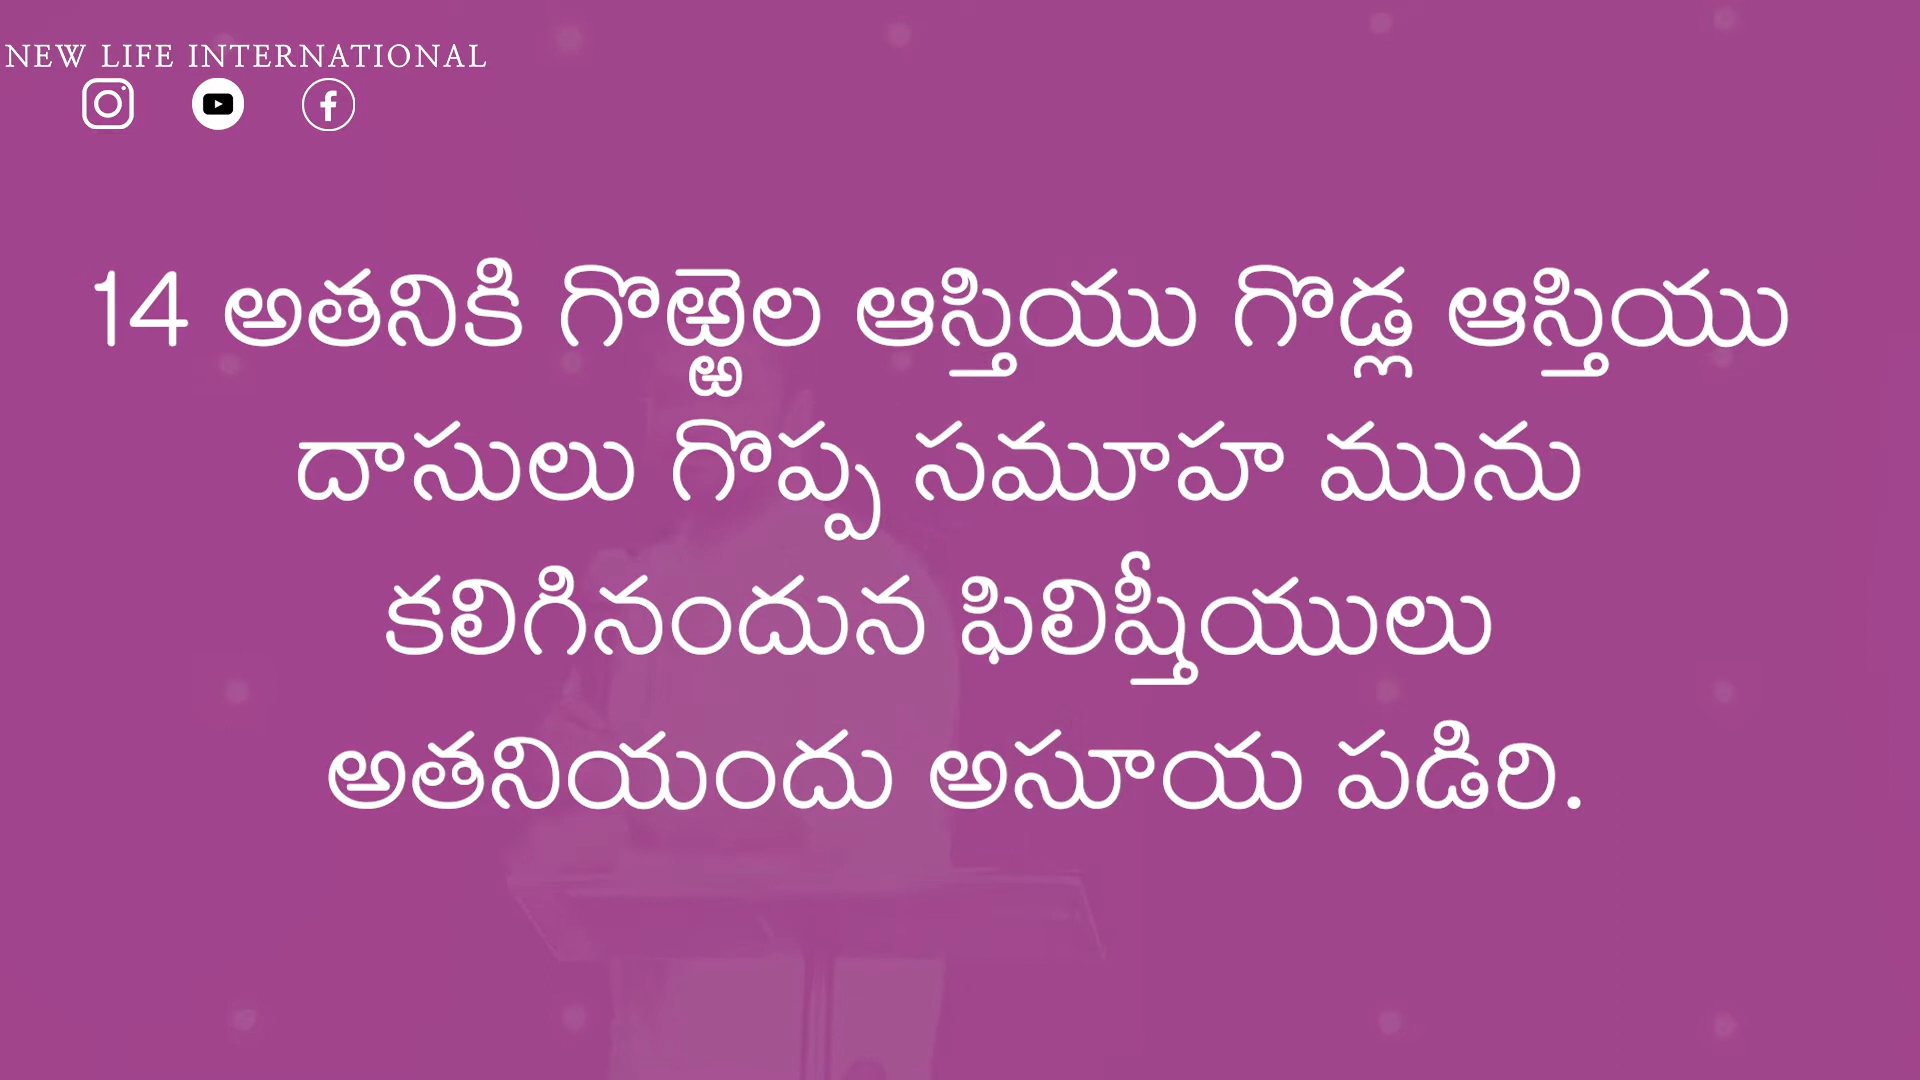 NEW LIFE INTERNATIONAL
14 అతనికి గొఱ్ఱెల ఆస్తియు గొడ్ల ఆస్తియు
దాసులు గొప్ప సమూహ మును
కలిగినందున ఫిలిష్తీయులు
అతనియందు అసూయ పడిరి.